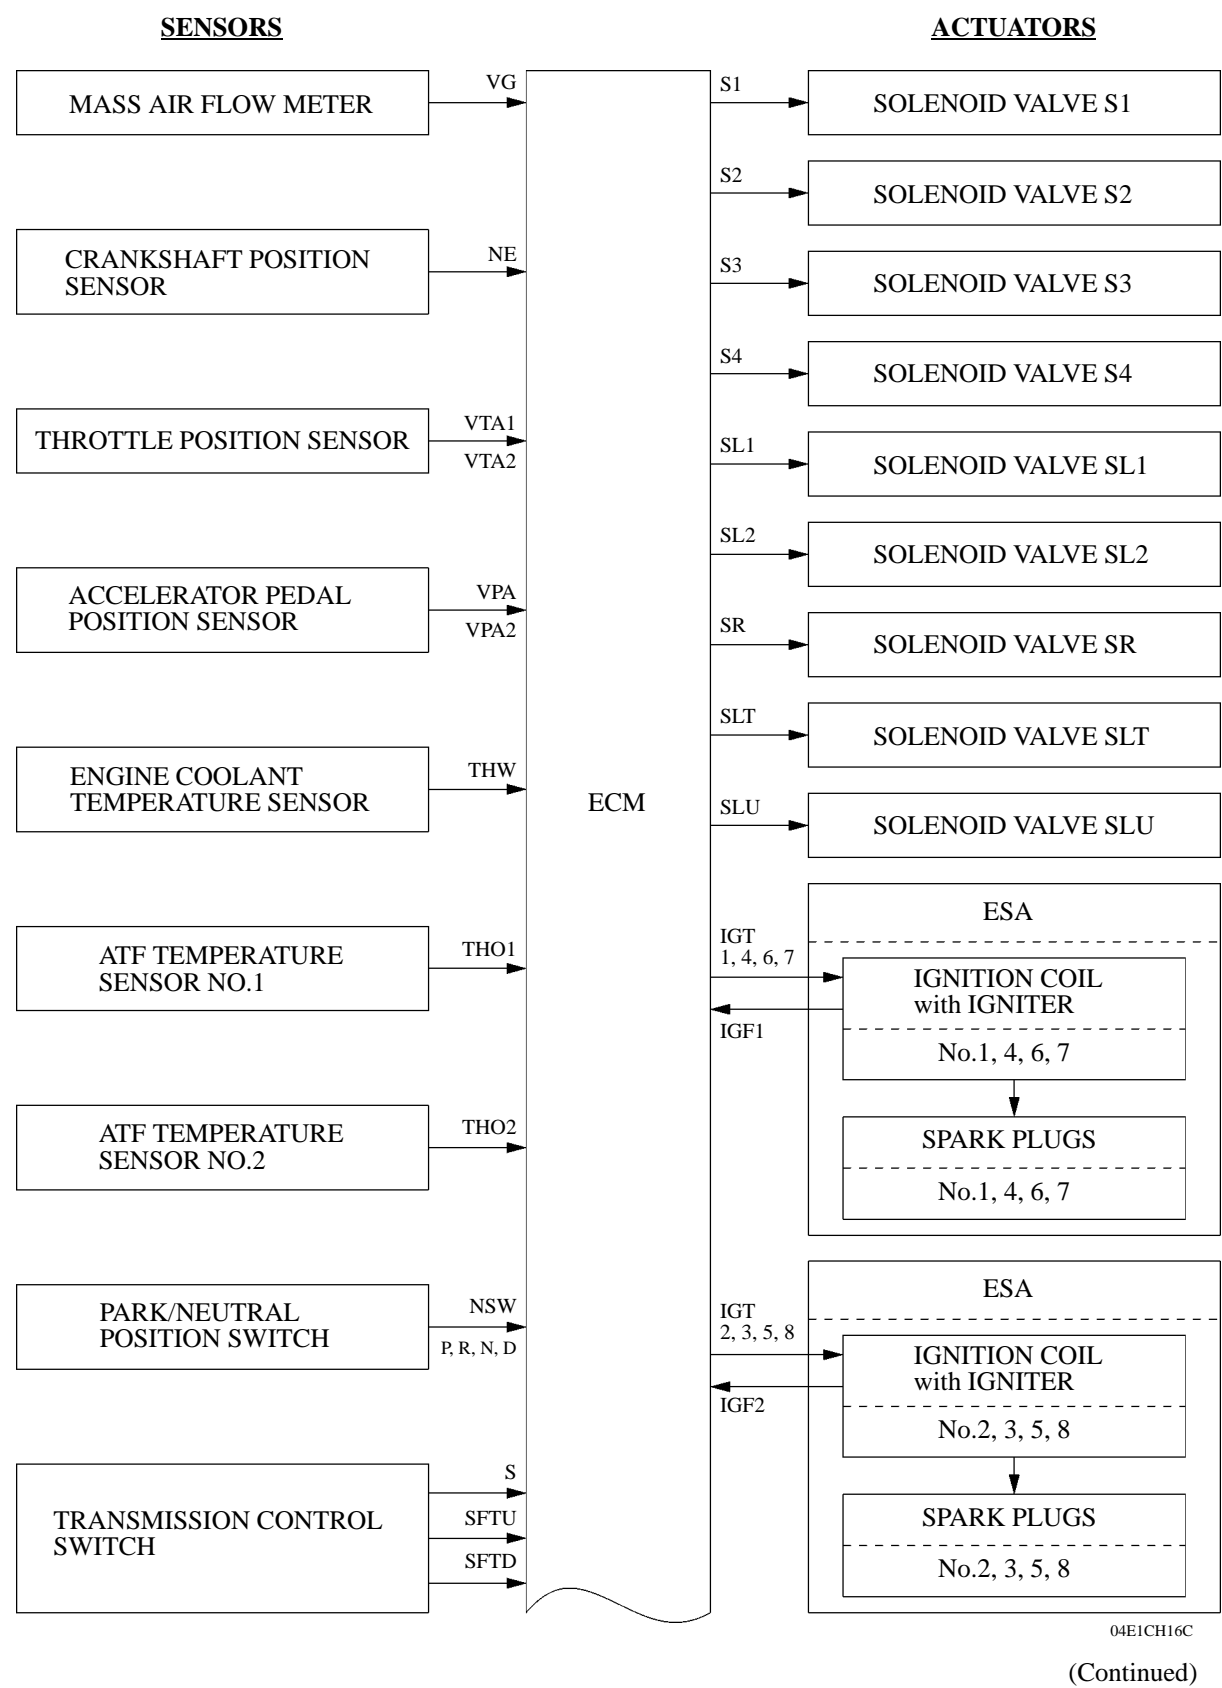 SENSORS
ACTUATORS
MASS AIR FLOW METER
VG
S1
SOLENOID VALVE S1
S2
SOLENOID VALVE S2
CRANKSHAFT POSITION
SENSOR
NE
S3
SOLENOID VALVE S3
S4
SOLENOID VALVE S4
THROTTLE POSITION SENSOR
VTA1
VTA2
SL1
SOLENOID VALVE SL1
SL2
SOLENOID VALVE SL2
ACCELERATOR PEDAL
POSITION SENSOR
VPA
VPA2
SR
SOLENOID VALVE SR
SLT
SOLENOID VALVE SLT
ENGINE COOLANT
TEMPERATURE SENSOR
THW
ECM
SLU
SOLENOID VALVE SLU
ATF TEMPERATURE
SENSOR NO.1
THO1
ESA
IGT
1, 4, 6, 7
IGF1
IGNITION COIL
with IGNITER
No.1, 4, 6, 7
SPARK PLUGS
No.1, 4, 6, 7
ATF TEMPERATURE
SENSOR NO.2
THO2
PARK/NEUTRAL
POSITION SWITCH
NSW
P, R, N, D
ESA
IGT
2, 3, 5, 8
IGF2
IGNITION COIL
with IGNITER
No.2, 3, 5, 8
SPARK PLUGS
No.2, 3, 5, 8
TRANSMISSION CONTROL
SWITCH
S
SFTU
SFTD
04E1CH16C
(Continued)